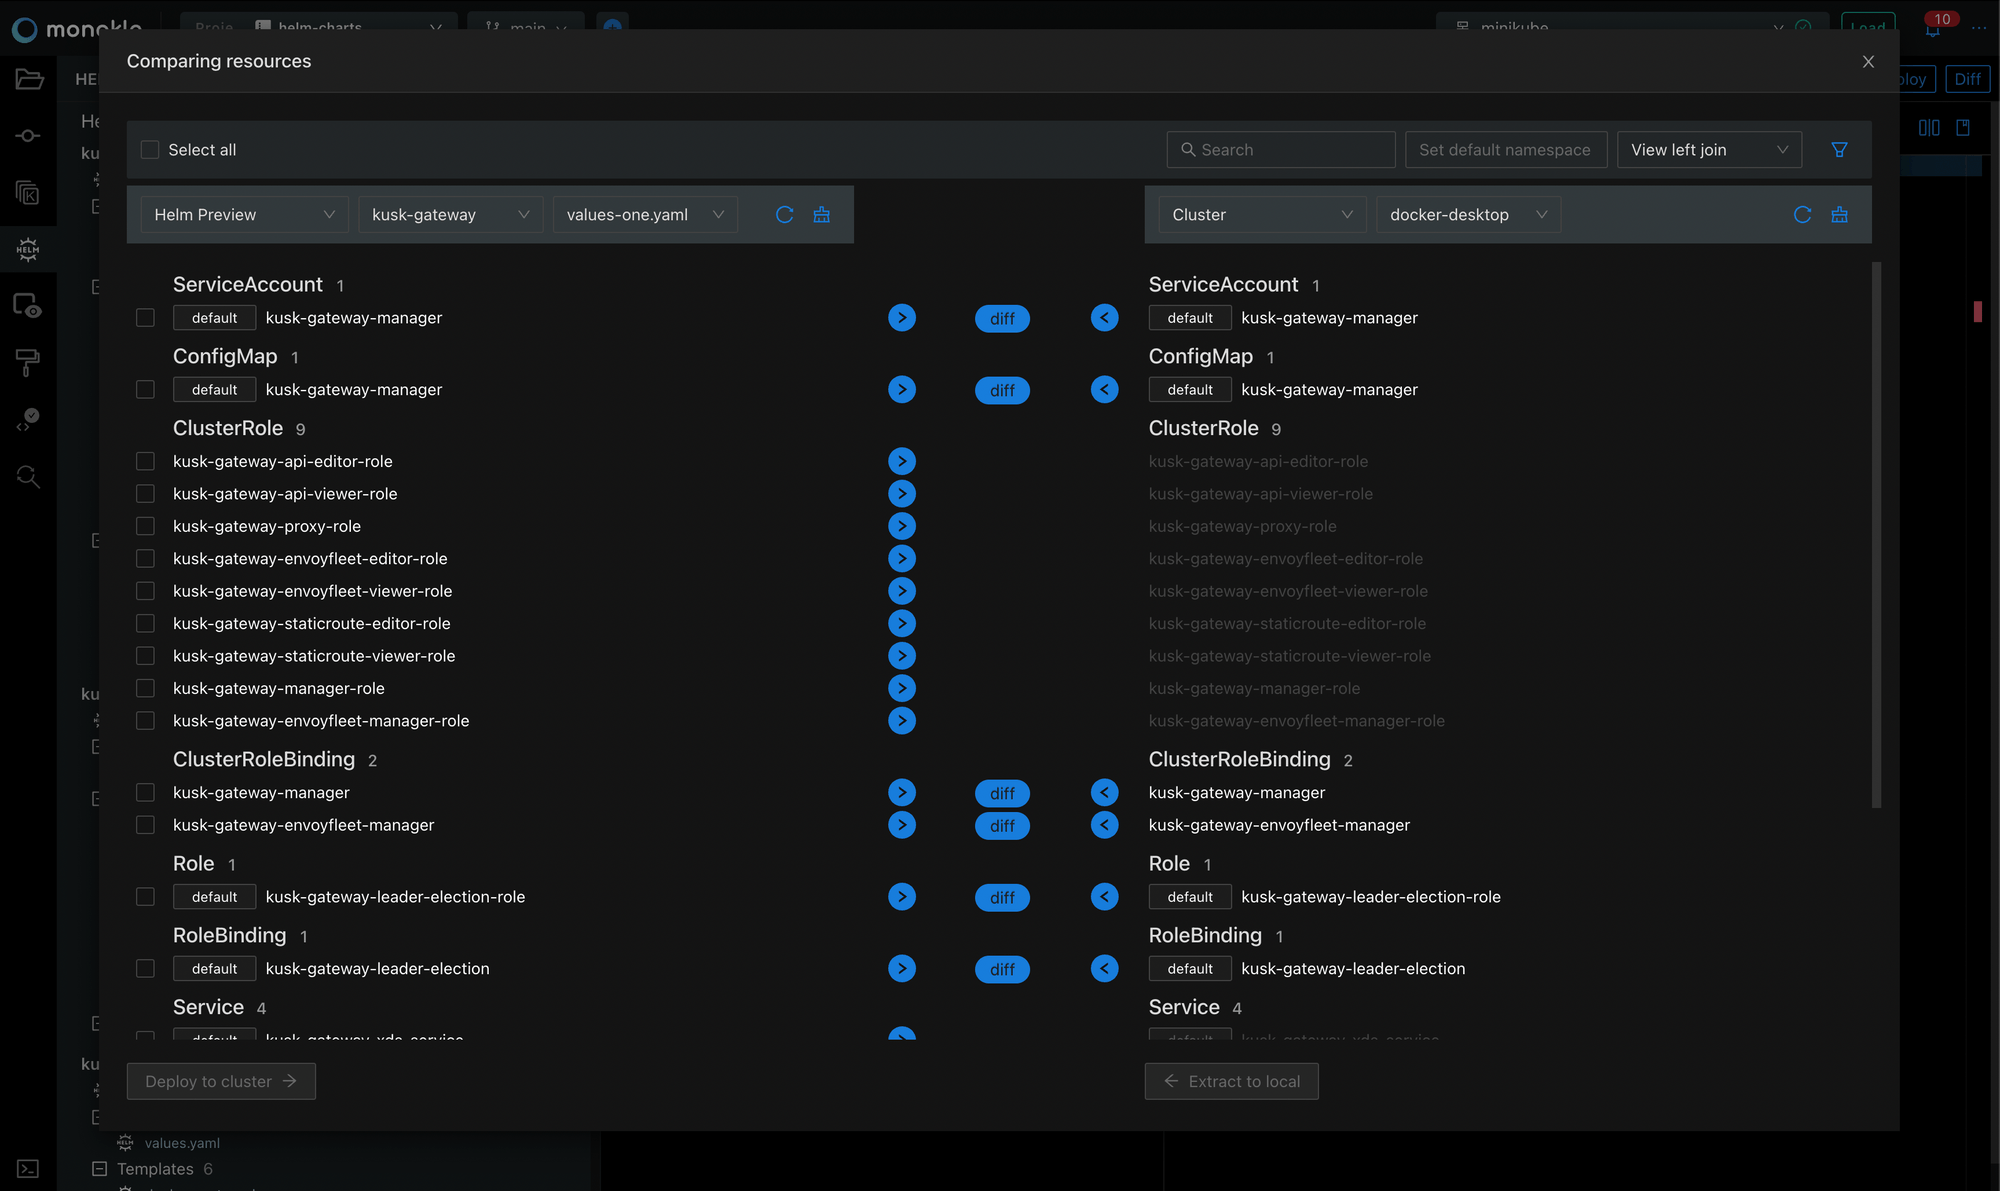 monokle Proje helm-charts main minikube Load 10
Comparing resources
HE ploy Diff
He
ku
Select all Search Set default namespace View left join
Helm Preview kusk-gateway values-one.yaml Cluster docker-desktop
HELM
ServiceAccount 1 ServiceAccount 1
default kusk-gateway-manager diff default kusk-gateway-manager
ConfigMap 1 ConfigMap 1
default kusk-gateway-manager diff default kusk-gateway-manager
ClusterRole 9 ClusterRole 9
kusk-gateway-api-editor-role kusk-gateway-api-editor-role
kusk-gateway-api-viewer-role kusk-gateway-api-viewer-role
kusk-gateway-proxy-role kusk-gateway-proxy-role
kusk-gateway-envoyfleet-editor-role kusk-gateway-envoyfleet-editor-role
kusk-gateway-envoyfleet-viewer-role kusk-gateway-envoyfleet-viewer-role
kusk-gateway-staticroute-editor-role kusk-gateway-staticroute-editor-role
kusk-gateway-staticroute-viewer-role kusk-gateway-staticroute-viewer-role
ku kusk-gateway-manager-role kusk-gateway-manager-role
kusk-gateway-envoyfleet-manager-role kusk-gateway-envoyfleet-manager-role
ClusterRoleBinding 2 ClusterRoleBinding 2
kusk-gateway-manager diff kusk-gateway-manager
kusk-gateway-envoyfleet-manager diff kusk-gateway-envoyfleet-manager
Role 1 Role 1
default kusk-gateway-leader-election-role diff default kusk-gateway-leader-election-role
RoleBinding 1 RoleBinding 1
default kusk-gateway-leader-election diff default kusk-gateway-leader-election
Service 4 Service 4
default kusk-gateway-xds-service default kusk-gateway-xds-service
ku
Deploy to cluster Extract to local
values.yaml
Templates 6